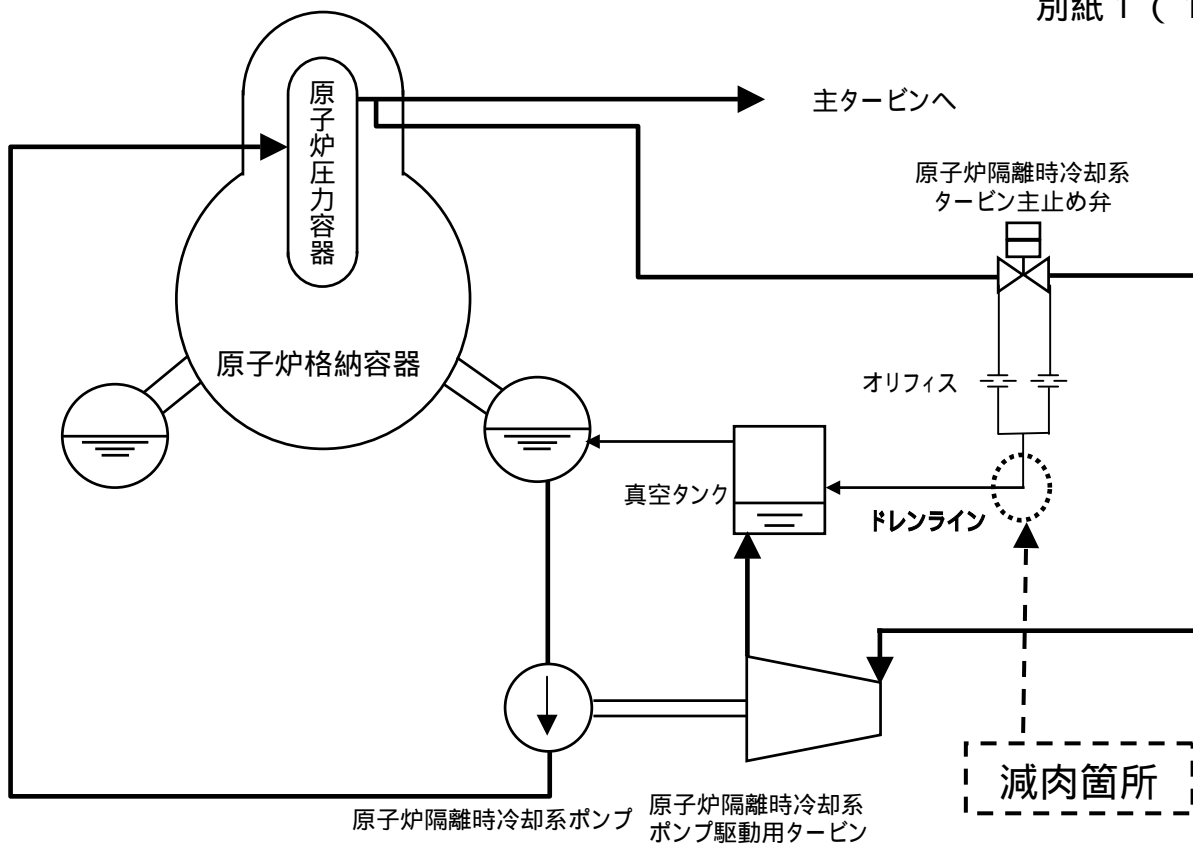 別紙１（１
原子炉圧力容器
主タービンへ
原子炉隔離時冷却系
タービン主止め弁
原子炉格納容器
オリフィス
真空タンク
ドレンライン
減肉箇所
原子炉隔離時冷却系ポンプ
原子炉隔離時冷却系
ポンプ駆動用タービン